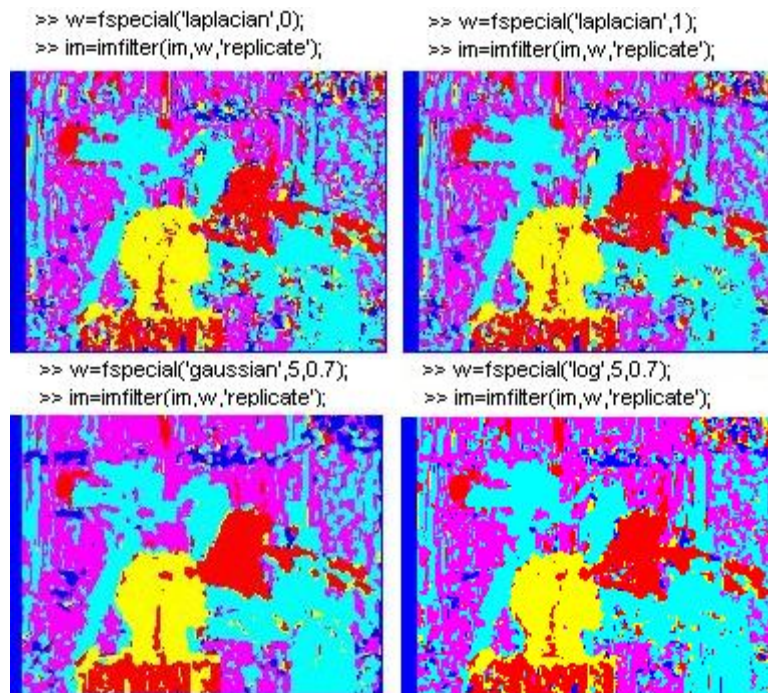 >> w=fspecial('laplacian',0);
>> im=imfilter(im,w,'replicate');
>> w=fspecial('laplacian',1);
>> im=imfilter(im,w,'replicate');
>> w=fspecial('gaussian',5,0.7);
>> im=imfilter(im,w,'replicate');
>> w=fspecial('log',5,0.7);
>> im=imfilter(im,w,'replicate');